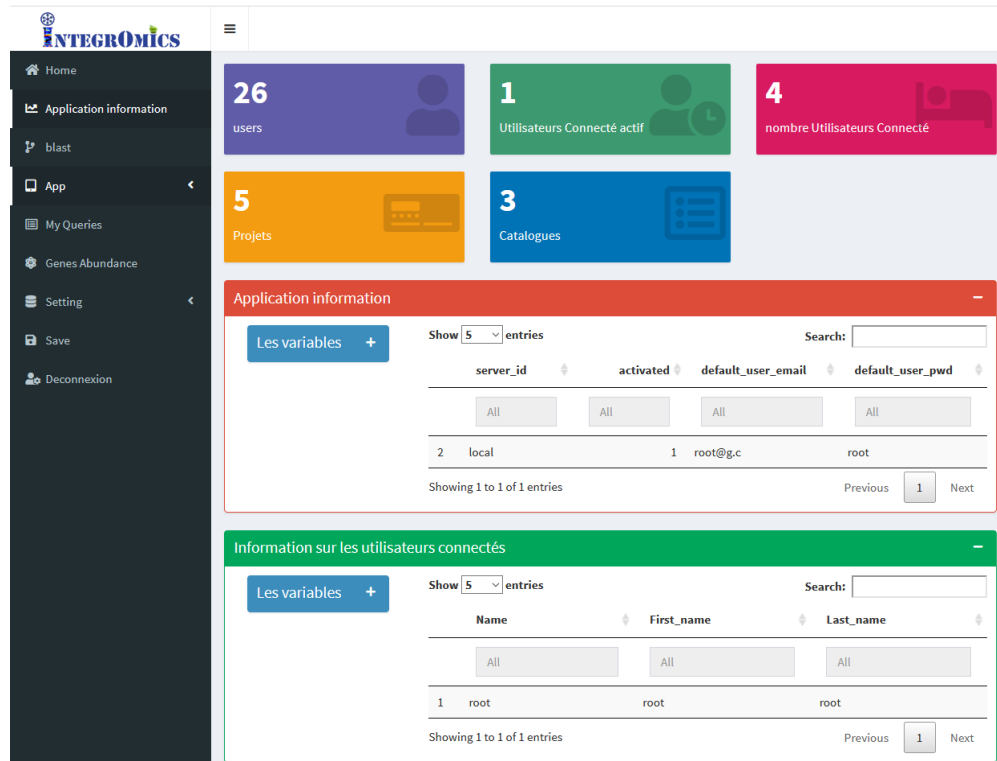 INTEGROMICS
Home
Application information
blast
App
My Queries
Genes Abundance
Setting
Save
Deconnexion
26
users
1
Utilisateurs Connecté actif
4
nombre Utilisateurs Connecté
5
Projets
3
Catalogues
Application information
Les variables +
Show 5 entries Search:
server_id activated default_user_email default_user_pwd
All All All All
2 local 1 root@g.c root
Showing 1 to 1 of 1 entries Previous 1 Next
Information sur les utilisateurs connectés
Les variables +
Show 5 entries Search:
Name First_name Last_name
All All All
1 root root root
Showing 1 to 1 of 1 entries Previous 1 Next